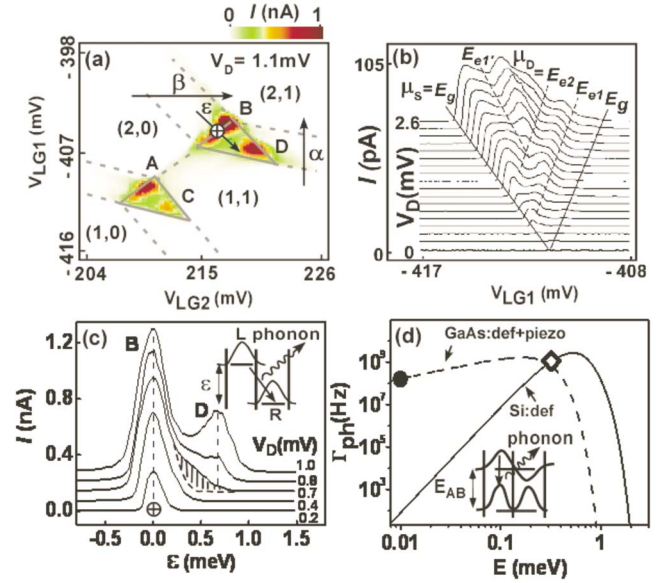 I (nA)
0 1
(a)
V_D = 1.1mV
β
(2,1)
(2,0)
ε
B
D
α
A
C
(1,1)
(1,0)
V_LG1 (mV)
-398
-407
-416
204 215 226
V_LG2 (mV)
(b)
E_e1' μ_D=E_e2 E_e1 E_g
μ_S=E_g
I (pA)
105
0
V_D(mV)
2.6
0
-417 -408
V_LG1 (mV)
(c)
B
L phonon
ε
R
D
V_D(mV)
1.0
0.8
0.7
0.4
0.2
I (nA)
1.2
0.8
0.4
0.0
-0.5 0.0 0.5 1.0 1.5
ε (meV)
(d)
GaAs:def+piezo
Si:def
phonon
E_AB
Γ_ph(Hz)
10^9
10^7
10^5
10^3
0.01 0.1 1
E (meV)